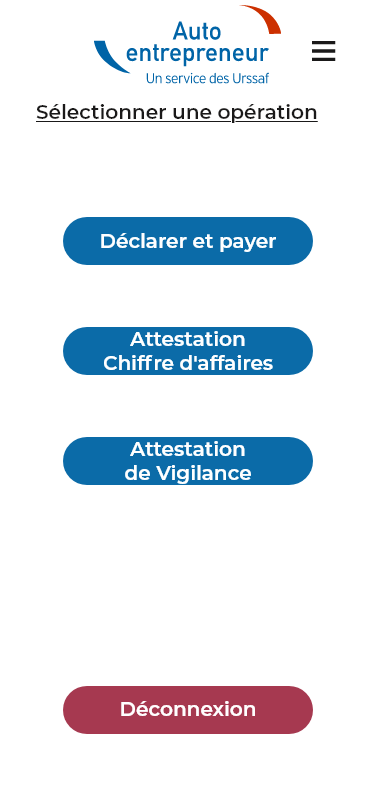 Auto
entrepreneur
Un service des Urssaf
Sélectionner une opération
Déclarer et payer
Attestation
Chiffre d'affaires
Attestation
de Vigilance
Déconnexion